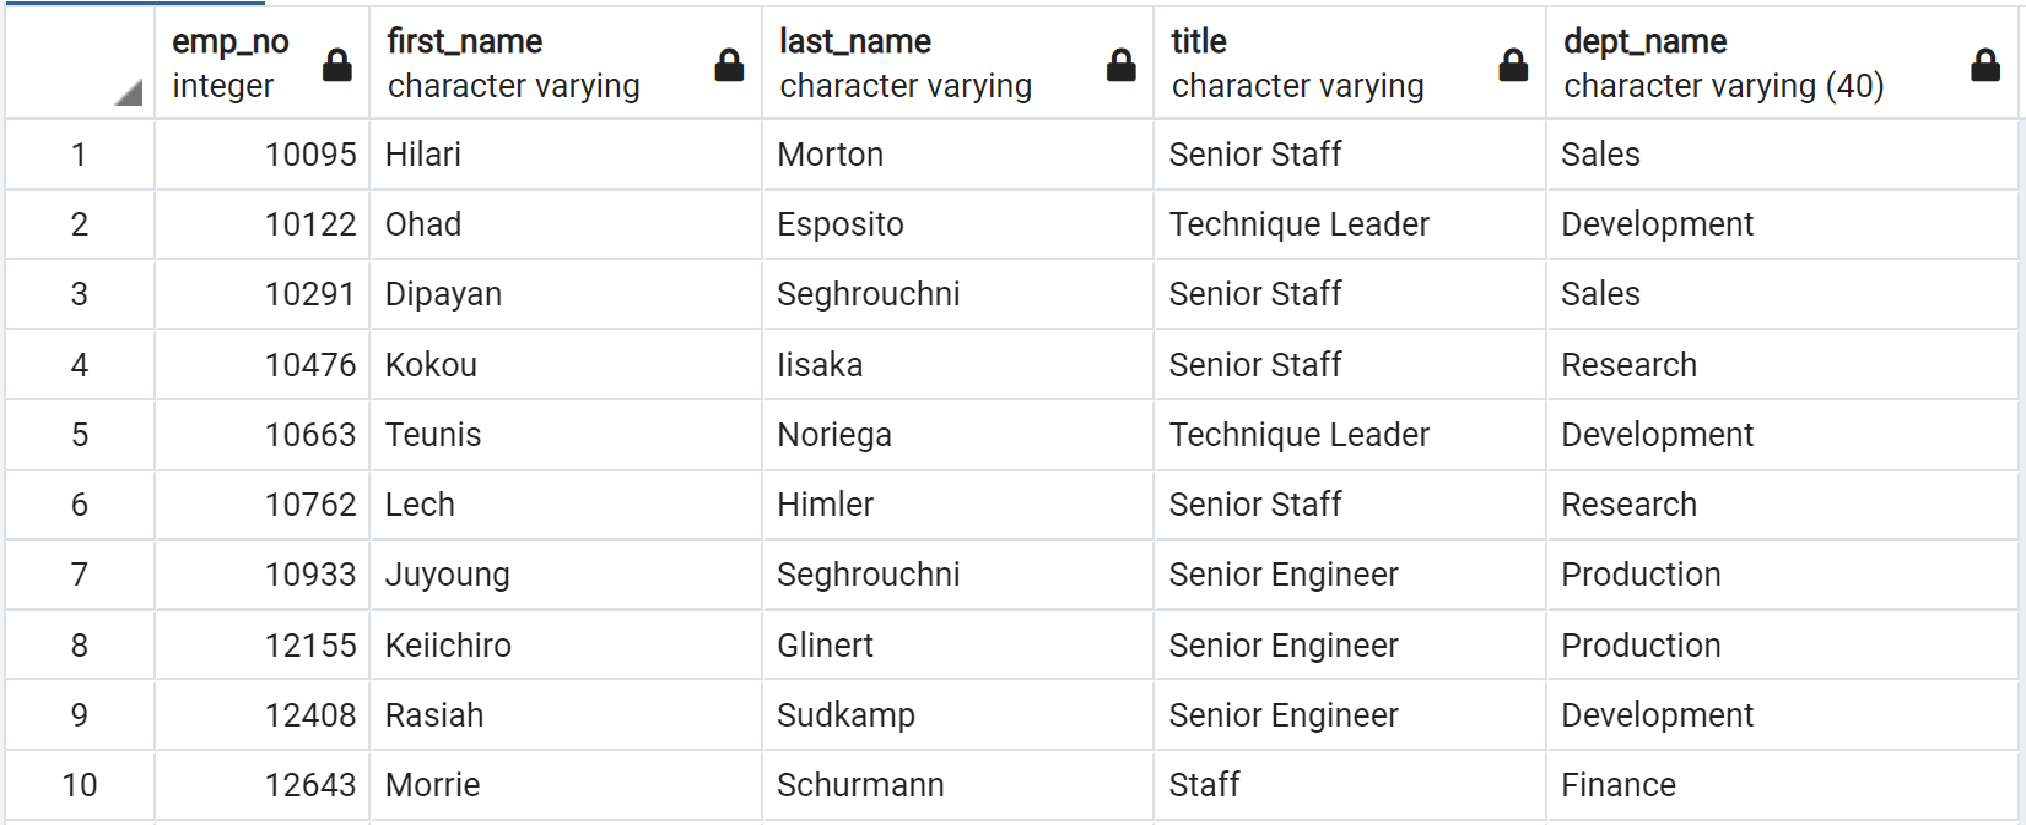 emp_no first_name last_name title dept_name
integer character varying character varying character varying character varying (40)
1 10095 Hilari Morton Senior Staff Sales
2 10122 Ohad Esposito Technique Leader Development
3 10291 Dipayan Seghrouchni Senior Staff Sales
4 10476 Kokou Iisaka Senior Staff Research
5 10663 Teunis Noriega Technique Leader Development
6 10762 Lech Himler Senior Staff Research
7 10933 Juyoung Seghrouchni Senior Engineer Production
8 12155 Keiichiro Glinert Senior Engineer Production
9 12408 Rasiah Sudkamp Senior Engineer Development
10 12643 Morrie Schurmann Staff Finance